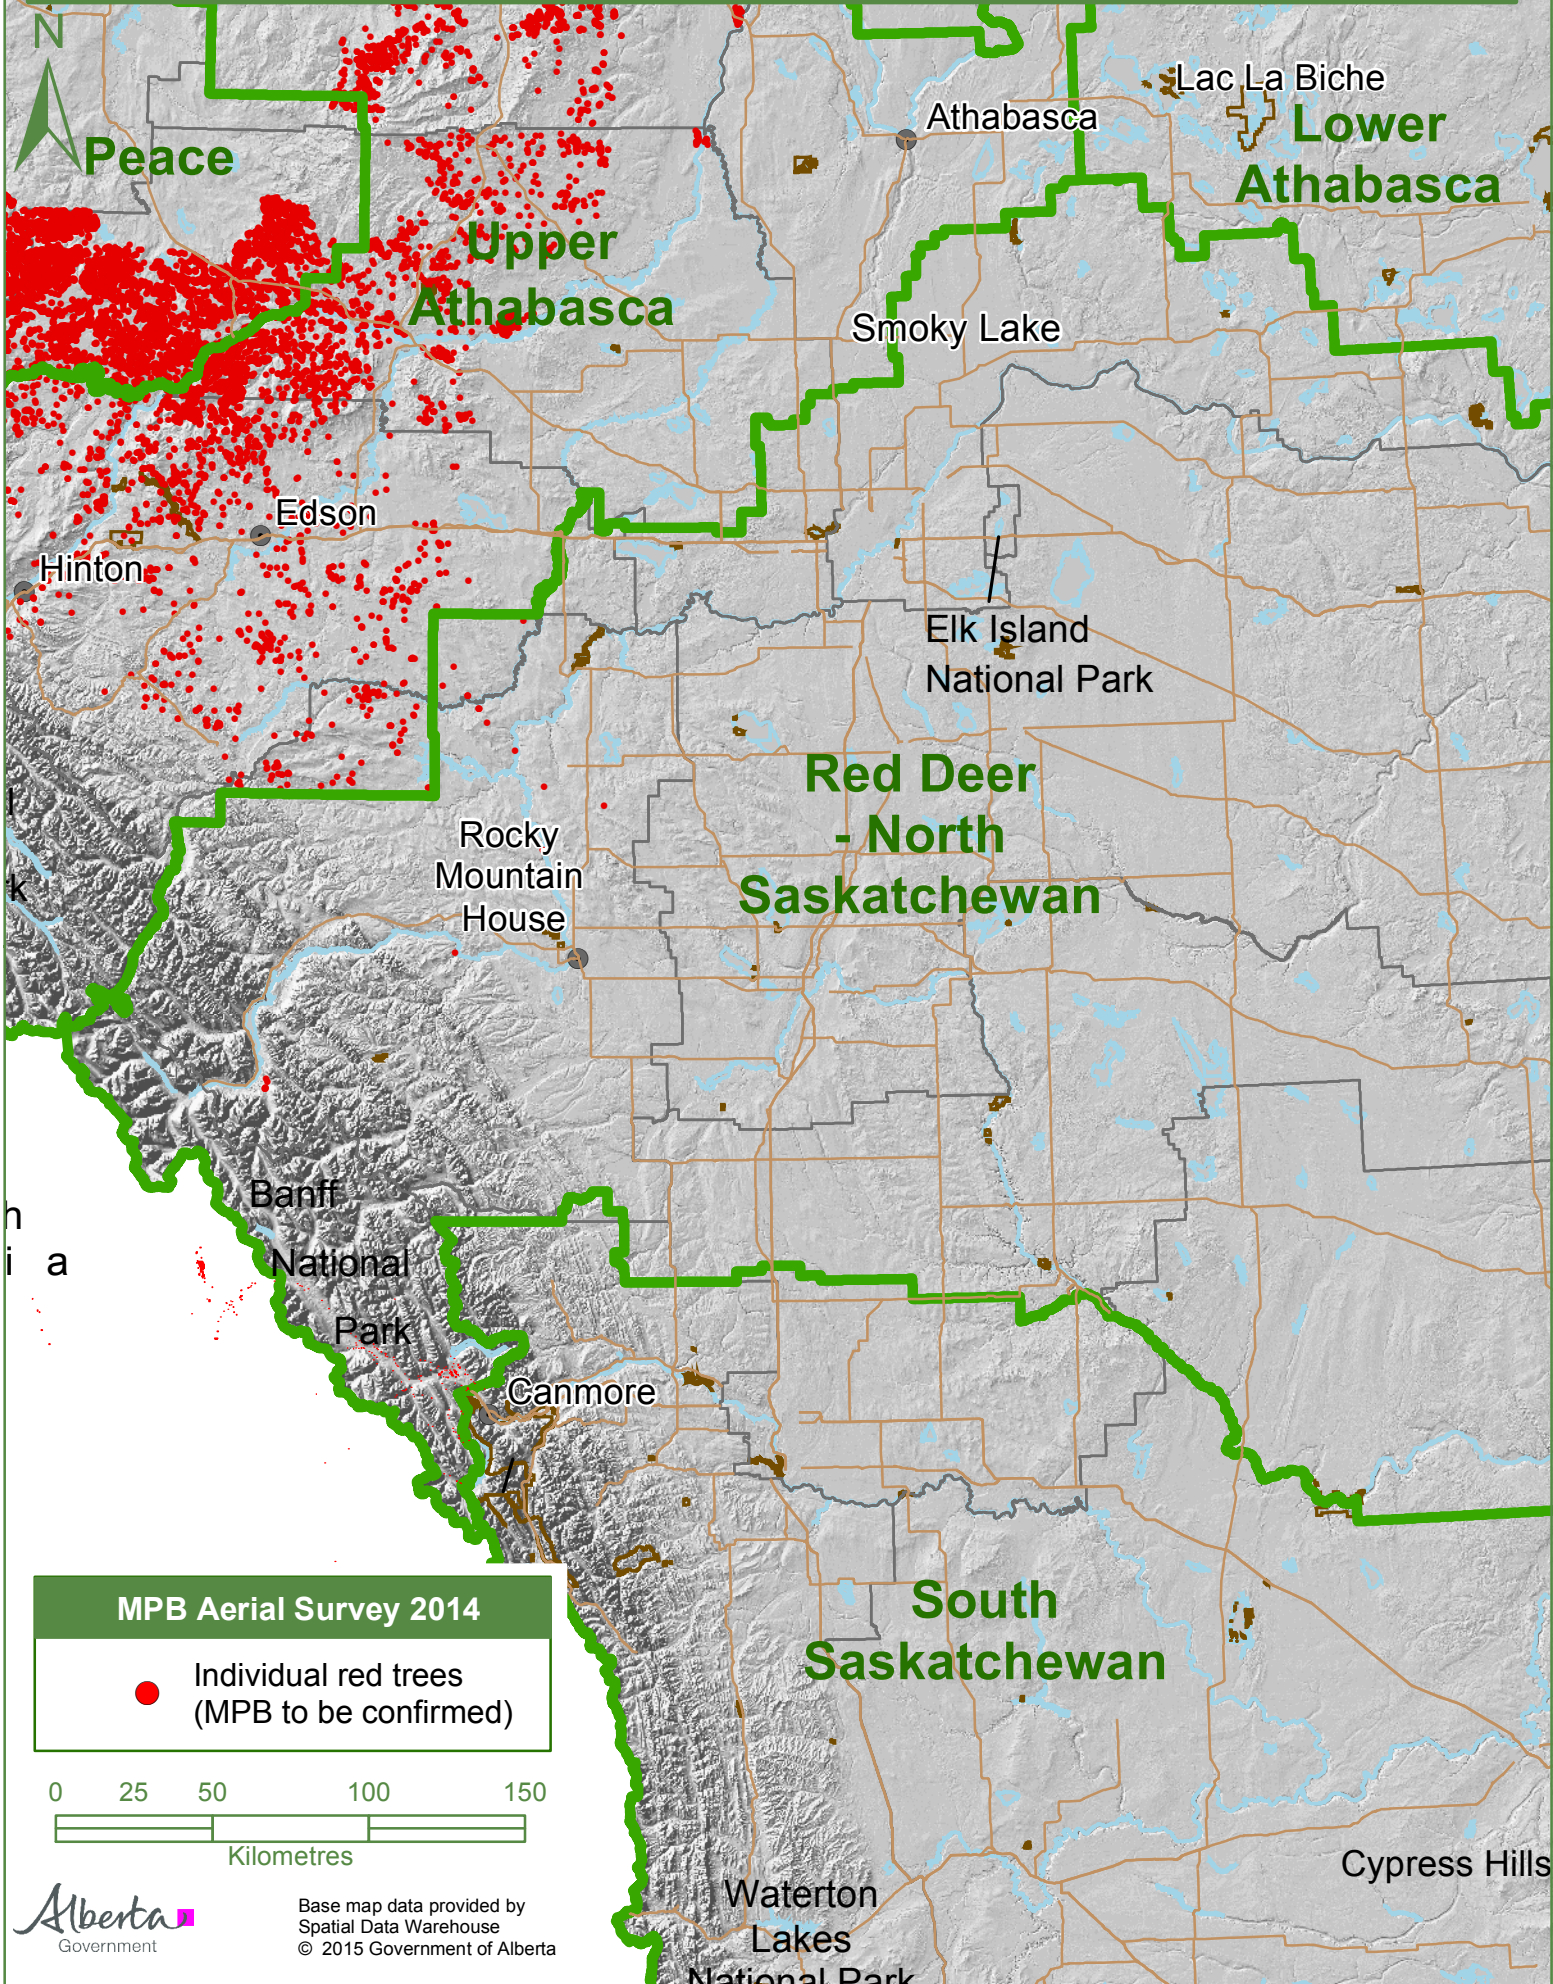 N
Peace
Upper
Athabasca
Athabasca
Lac La Biche
Lower
Athabasca
Smoky Lake
Edson
Hinton
Elk Island
National Park
Red Deer
- North
Saskatchewan
Rocky
Mountain
House
k
h
i a
Banff
National
Park
Canmore
South
Saskatchewan
MPB Aerial Survey 2014
Individual red trees
(MPB to be confirmed)
0 25 50 100 150
Kilometres
Alberta
Government
Base map data provided by
Spatial Data Warehouse
© 2015 Government of Alberta
Waterton
Lakes
National Park
Cypress Hills